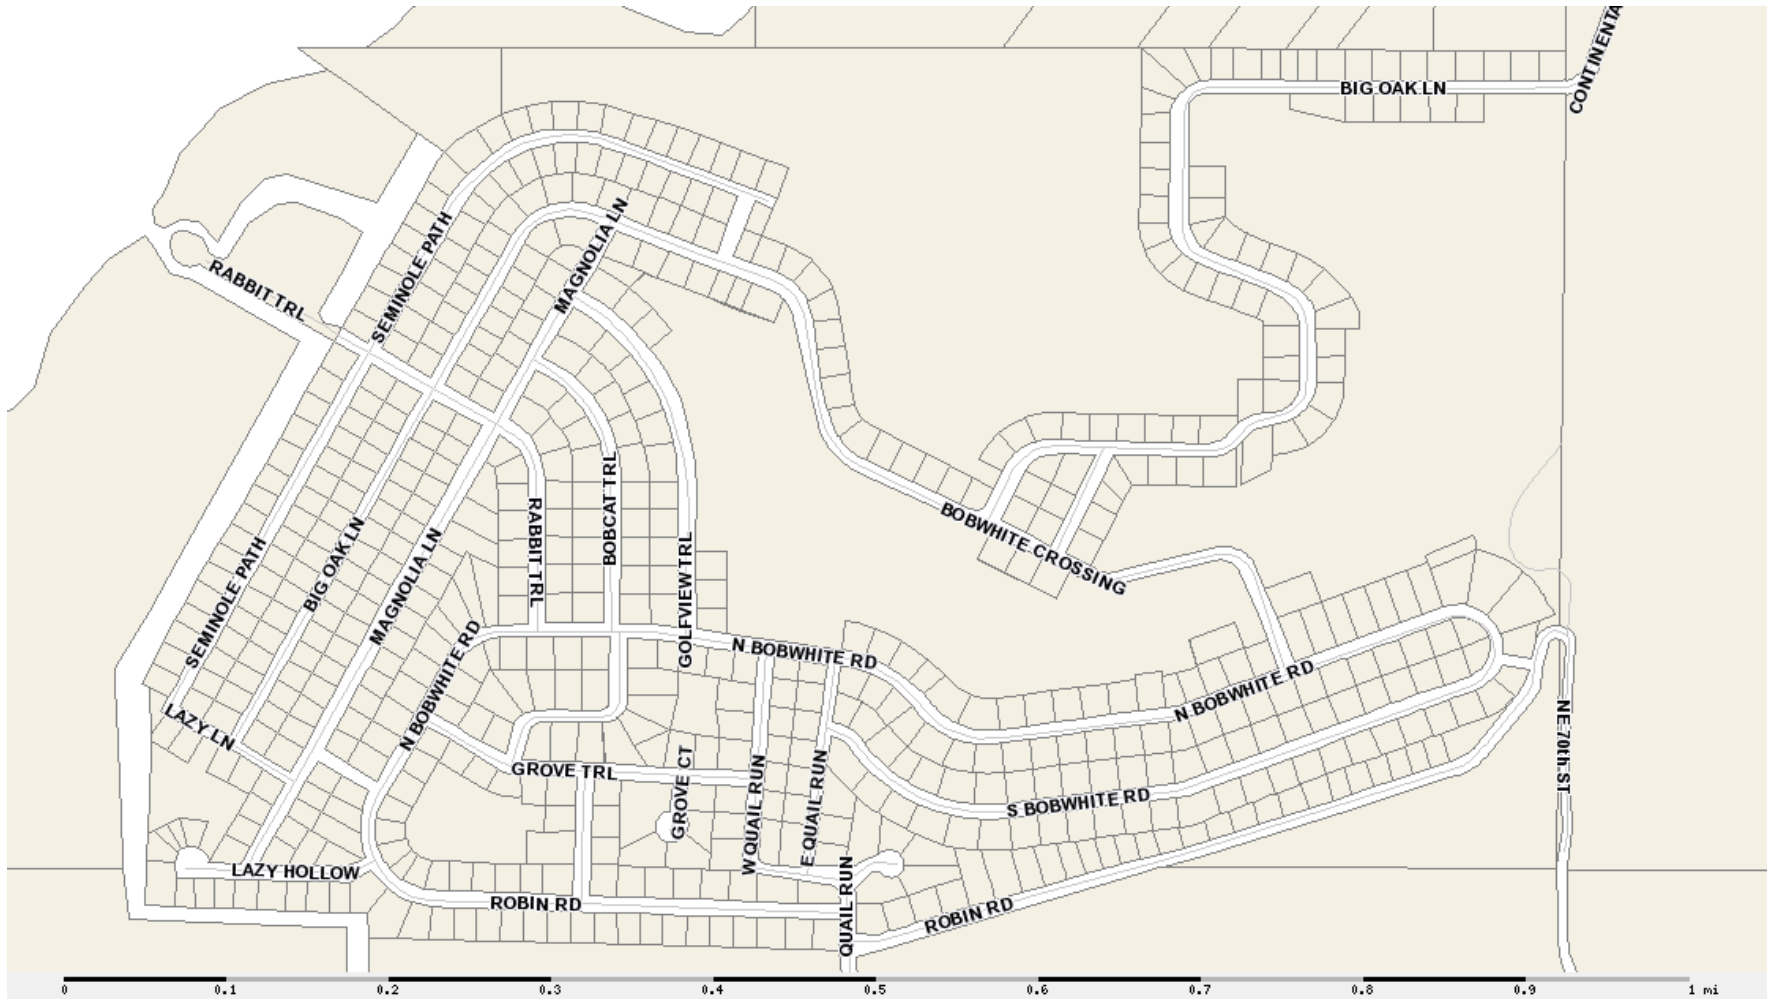 CONTINENTA
BIG OAK LN
MAGNOLIA LN
SEMINOLE PATH
RABBIT TRL
BOBCAT TRL
RABBIT TRL
BOBWHITE CROSSING
GOLFVIEW TRL
BIG OAK LN
MAGNOLIA LN
SEMINOLE PATH
N BOBWHITE RD
N BOBWHITE RD
N BOBWHITE RD
LAZY LN
NE 70th ST
GROVE TRL
GROVE CT
W QUAIL RUN
E QUAIL RUN
S BOBWHITE RD
LAZY HOLLOW
QUAIL RUN
ROBIN RD
ROBIN RD
0 0.1 0.2 0.3 0.4 0.5 0.6 0.7 0.8 0.9 1 mi